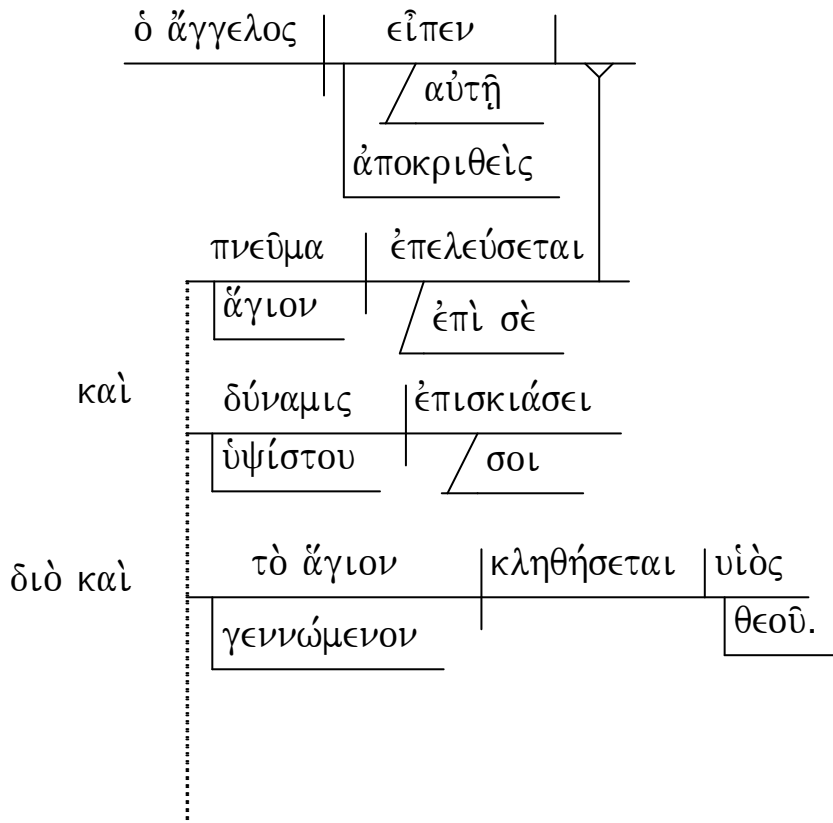 ὁ ἄγγελος εἶπεν
αὐτῇ
ἀποκριθεὶς
πνεῦμα ἐπελεύσεται
ἅγιον ἐπὶ σὲ
καὶ δύναμις ἐπισκιάσει
ὑψίστου σοι
διὸ καὶ τὸ ἅγιον κληθήσεται υἱὸς
γεννώμενον θεοῦ.